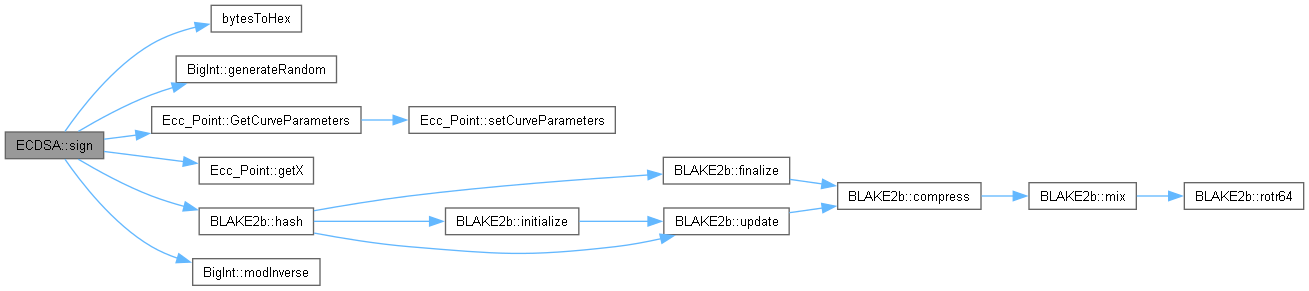 bytesToHex
BigInt::generateRandom
Ecc_Point::GetCurveParameters
Ecc_Point::setCurveParameters
ECDSA::sign
Ecc_Point::getX
BLAKE2b::finalize
BLAKE2b::compress
BLAKE2b::mix
BLAKE2b::rotr64
BLAKE2b::hash
BLAKE2b::initialize
BLAKE2b::update
BigInt::modInverse